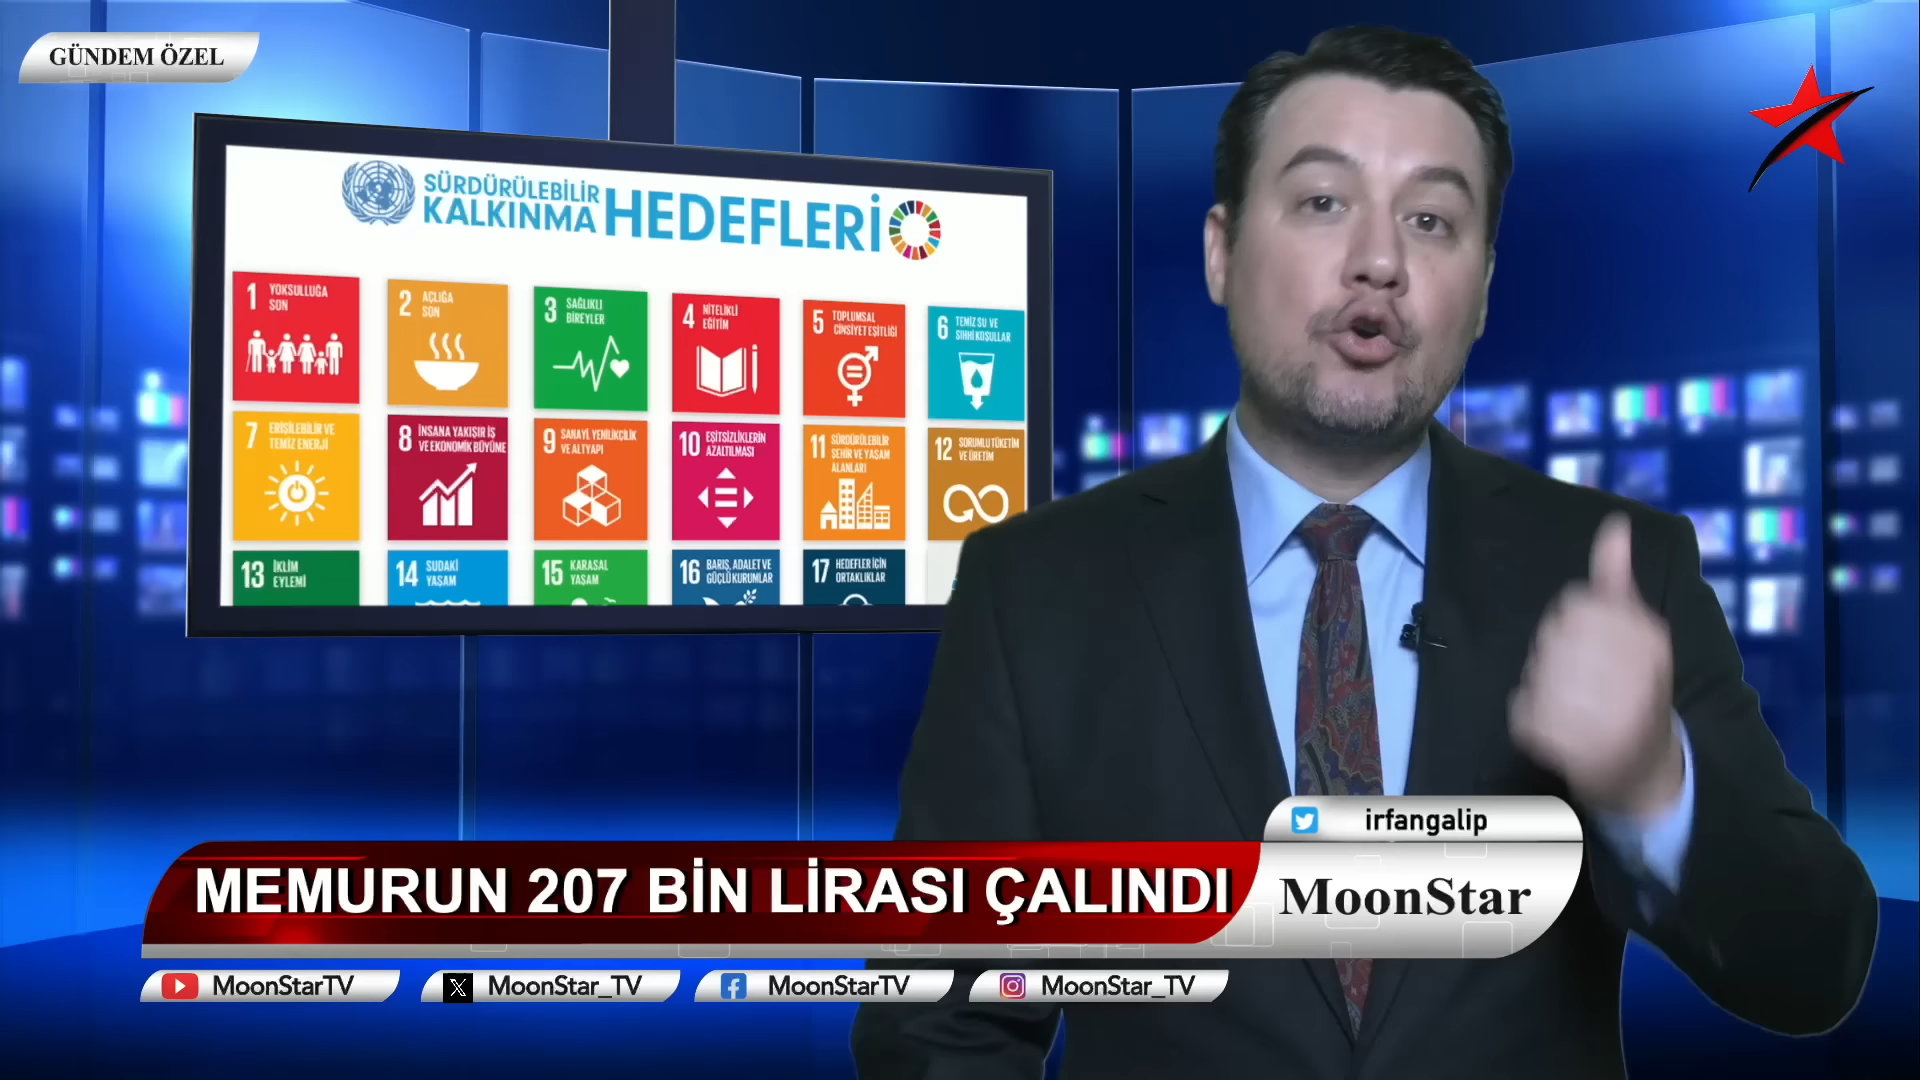 GÜNDEM ÖZEL
SÜRDÜRÜLEBİLİR
KALKINMA HEDEFLERİ
1 YOKSULLUĞA
SON
2 AÇLIĞA
SON
3 SAĞLIKLI
BİREYLER
4 NİTELİKLİ
EĞİTİM
5 TOPLUMSAL
CİNSİYET EŞİTLİĞİ
6 TEMİZ SU VE
SIHHİ KOŞULLAR
7 ERİŞİLEBİLİR VE
TEMİZ ENERJİ
8 İNSANA YAKIŞIR İŞ
VE EKONOMİK BÜYÜME
9 SANAYİ, YENİLİKÇİLİK
VE ALTYAPI
10 EŞİTSİZLİKLERİN
AZALTILMASI
11 SÜRDÜRÜLEBİLİR
ŞEHİR VE YAŞAM
ALANLARI
12 SORUMLU TÜKETİM
VE ÜRETİM
13 İKLİM
EYLEMİ
14 SUDAKİ
YAŞAM
15 KARASAL
YAŞAM
16 BARIŞ, ADALET VE
GÜÇLÜ KURUMLAR
17 HEDEFLER İÇİN
ORTAKLIKLAR
irfangalip
MEMURUN 207 BİN LİRASI ÇALINDI
MoonStar
MoonStarTV
MoonStar_TV
MoonStarTV
MoonStar_TV